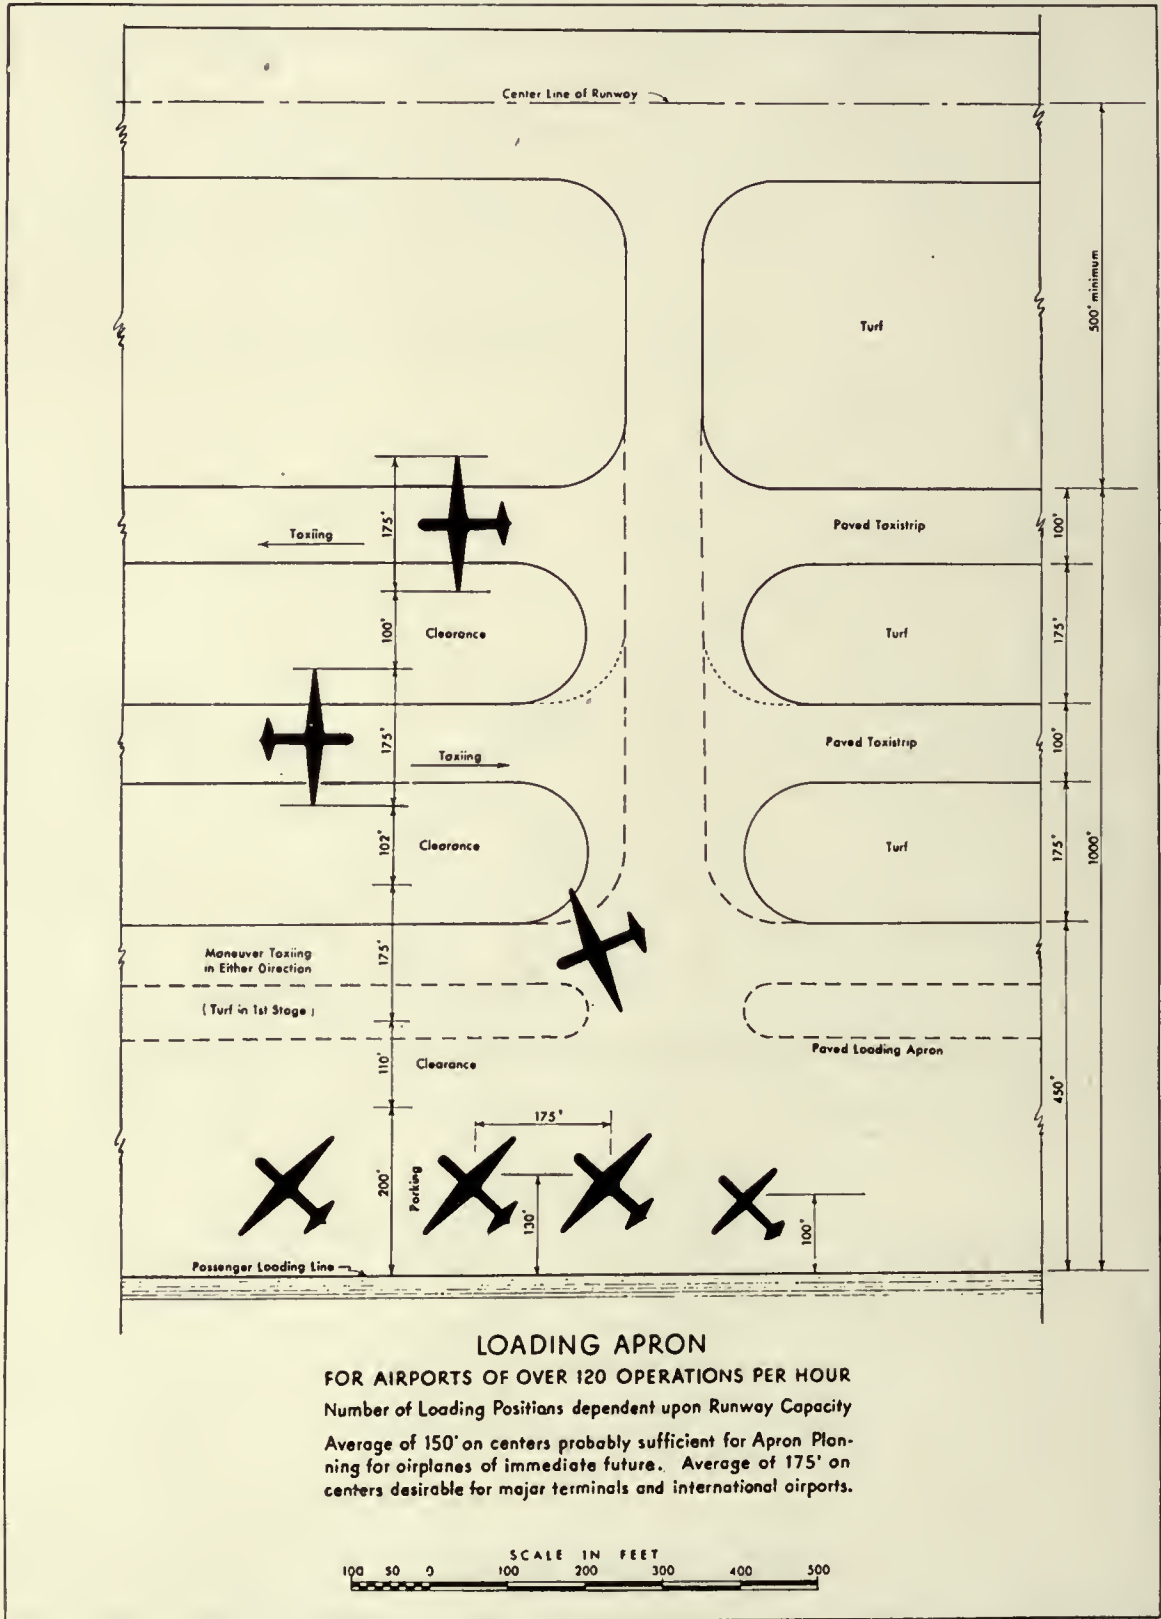 Center Line of Runway
500' minimum
Turf
175'
Taxiing
Paved Taxistrip
100'
100'
Clearance
Turf
175'
175'
Taxiing
Paved Taxistrip
100'
102'
Clearance
Turf
175'
1000'
Maneuver Taxiing
in Either Direction
175'
(Turf in 1st Stage)
110'
Clearance
Paved Loading Apron
450'
175'
200'
Parking
130'
100'
Passenger Loading Line
LOADING APRON
FOR AIRPORTS OF OVER 120 OPERATIONS PER HOUR
Number of Loading Positions dependent upon Runway Capacity
Average of 150' on centers probably sufficient for Apron Plan-
ning for airplanes of immediate future. Average of 175' on
centers desirable for major terminals and international airports.
SCALE IN FEET
100 50 0 100 200 300 400 500